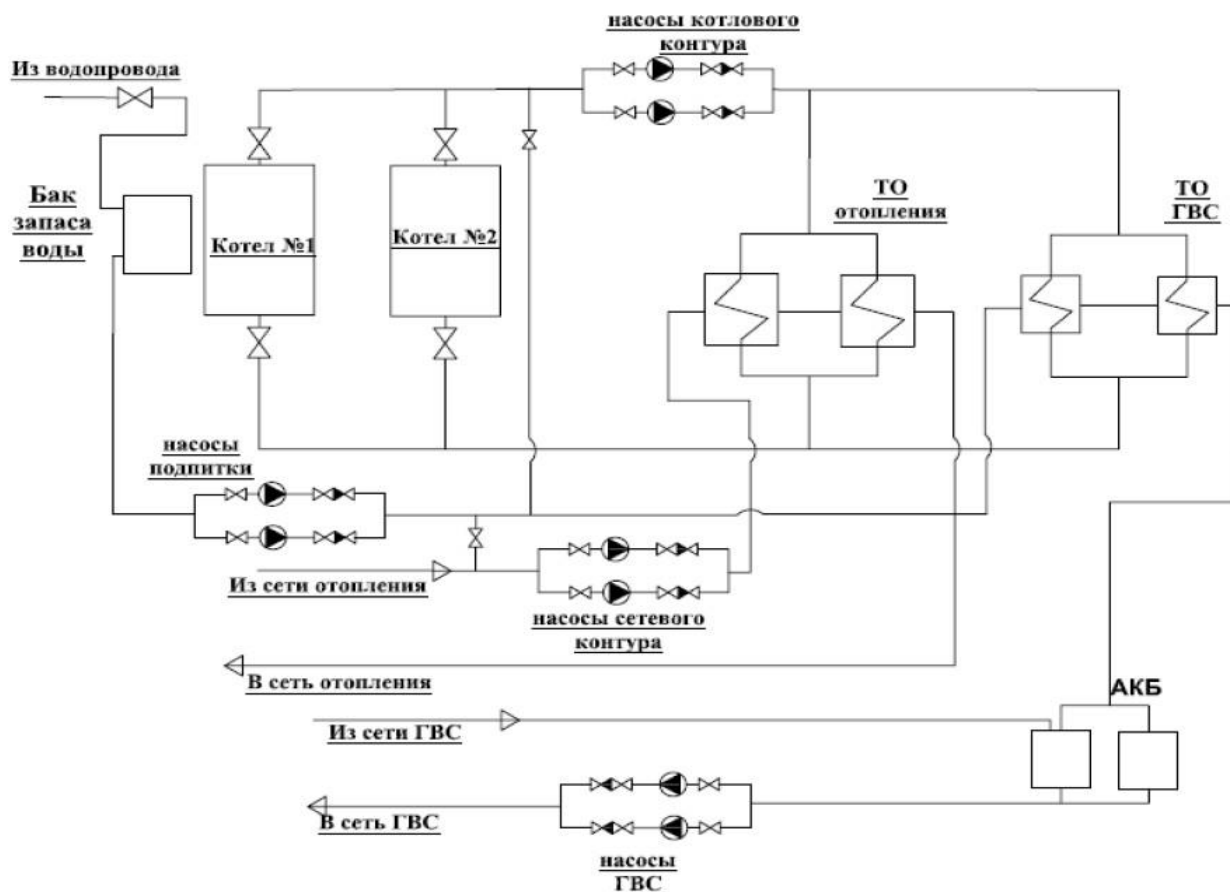 насосы котлового
контура
Из водопровода
Бак
запаса
воды
Котел №1
Котел №2
ТО
отопления
ТО
ГВС
насосы
подпитки
Из сети отопления
насосы сетевого
контура
В сеть отопления
АКБ
Из сети ГВС
В сеть ГВС
насосы
ГВС